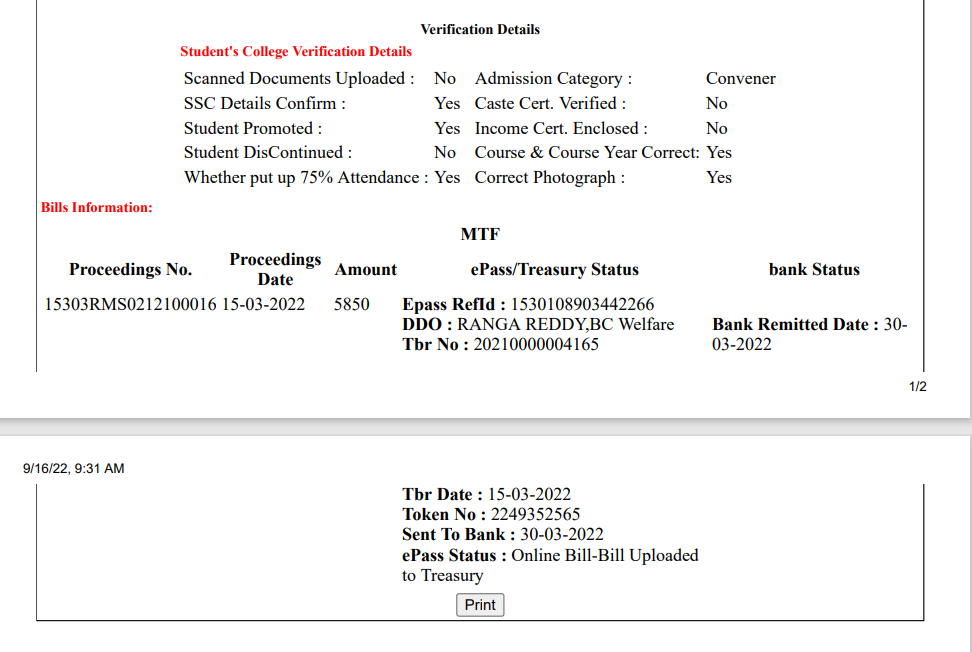 Verification Details
Student's College Verification Details
Scanned Documents Uploaded : No Admission Category : Convener
SSC Details Confirm : Yes Caste Cert. Verified : No
Student Promoted : Yes Income Cert. Enclosed : No
Student DisContinued : No Course & Course Year Correct: Yes
Whether put up 75% Attendance : Yes Correct Photograph : Yes
Bills Information:
MTF
Proceedings No. Proceedings Date Amount ePass/Treasury Status bank Status
15303RMS0212100016 15-03-2022 5850 Epass RefId : 1530108903442266
DDO : RANGA REDDY,BC Welfare Bank Remitted Date : 30-
Tbr No : 20210000004165 03-2022
1/2
9/16/22, 9:31 AM
Tbr Date : 15-03-2022
Token No : 2249352565
Sent To Bank : 30-03-2022
ePass Status : Online Bill-Bill Uploaded
to Treasury
Print